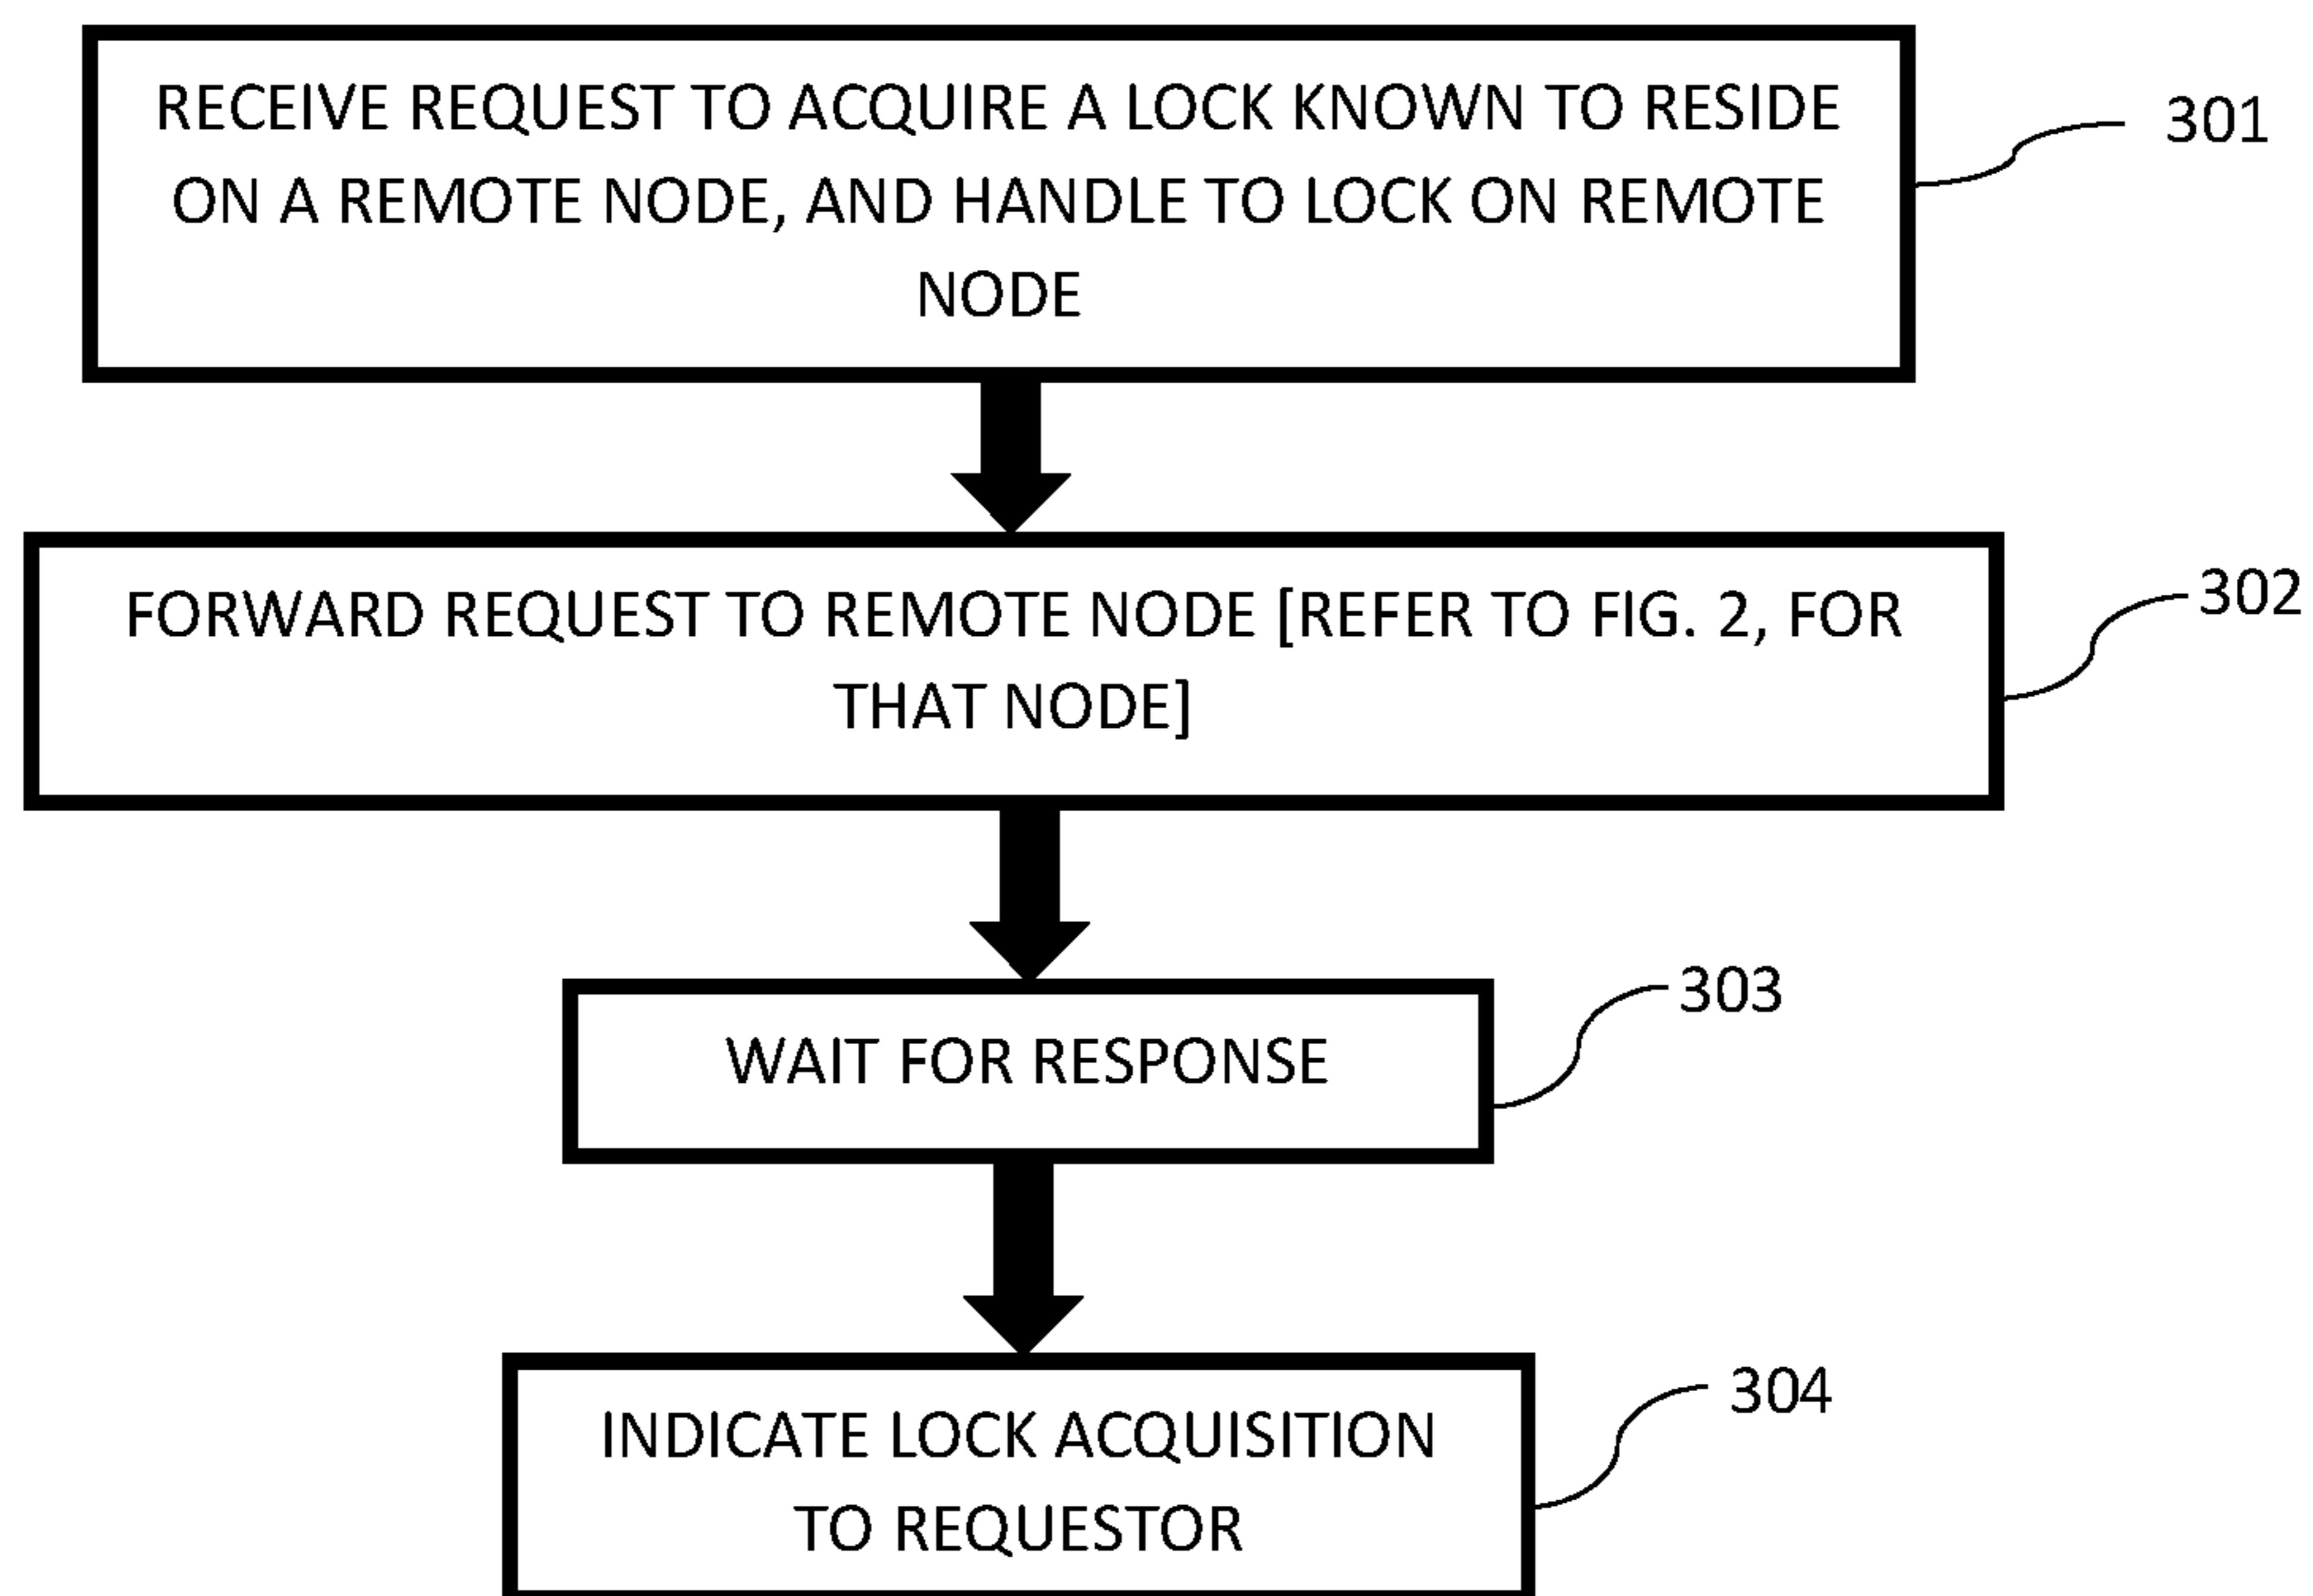 RECEIVE REQUEST TO ACQUIRE A LOCK KNOWN TO RESIDE
ON A REMOTE NODE, AND HANDLE TO LOCK ON REMOTE
NODE
301
FORWARD REQUEST TO REMOTE NODE [REFER TO FIG. 2, FOR
THAT NODE]
302
WAIT FOR RESPONSE
303
INDICATE LOCK ACQUISITION
TO REQUESTOR
304